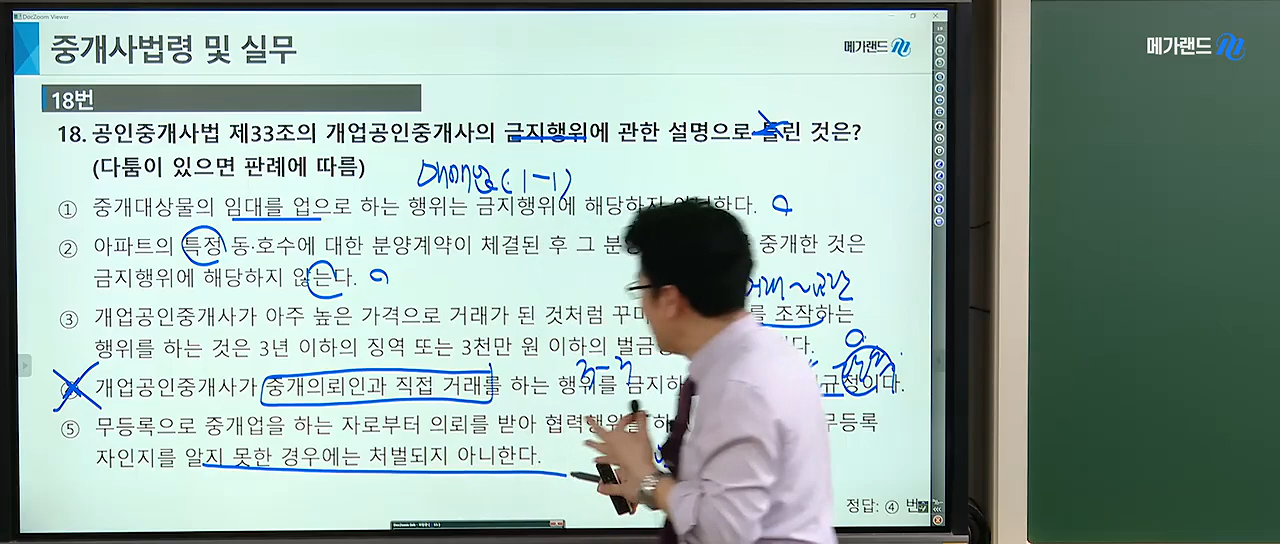 DocZoom Viewer
중개사법령 및 실무
메가랜드
메가랜드
18번
18. 공인중개사법 제33조의 개업공인중개사의 금지행위에 관한 설명으로 틀린 것은?
(다툼이 있으면 판례에 따름)
(1-1)
① 중개대상물의 임대를 업으로 하는 행위는 금지행위에 해당하지 한다.
② 아파트의 특정 동·호수에 대한 분양계약이 체결된 후 그 분 중개한 것은
금지행위에 해당하지 않는다.
③ 개업공인중개사가 아주 높은 가격으로 거래가 된 것처럼 꾸 를 조작하는
행위를 하는 것은 3년 이하의 징역 또는 3천만 원 이하의 벌금 다.
3-3
개업공인중개사가 중개의뢰인과 직접 거래를 하는 행위를 금지하 규정이다.
⑤ 무등록으로 중개업을 하는 자로부터 의뢰를 받아 협력행위를 하 무등록
자인지를 알지 못한 경우에는 처벌되지 아니한다.
정답: ④ 번